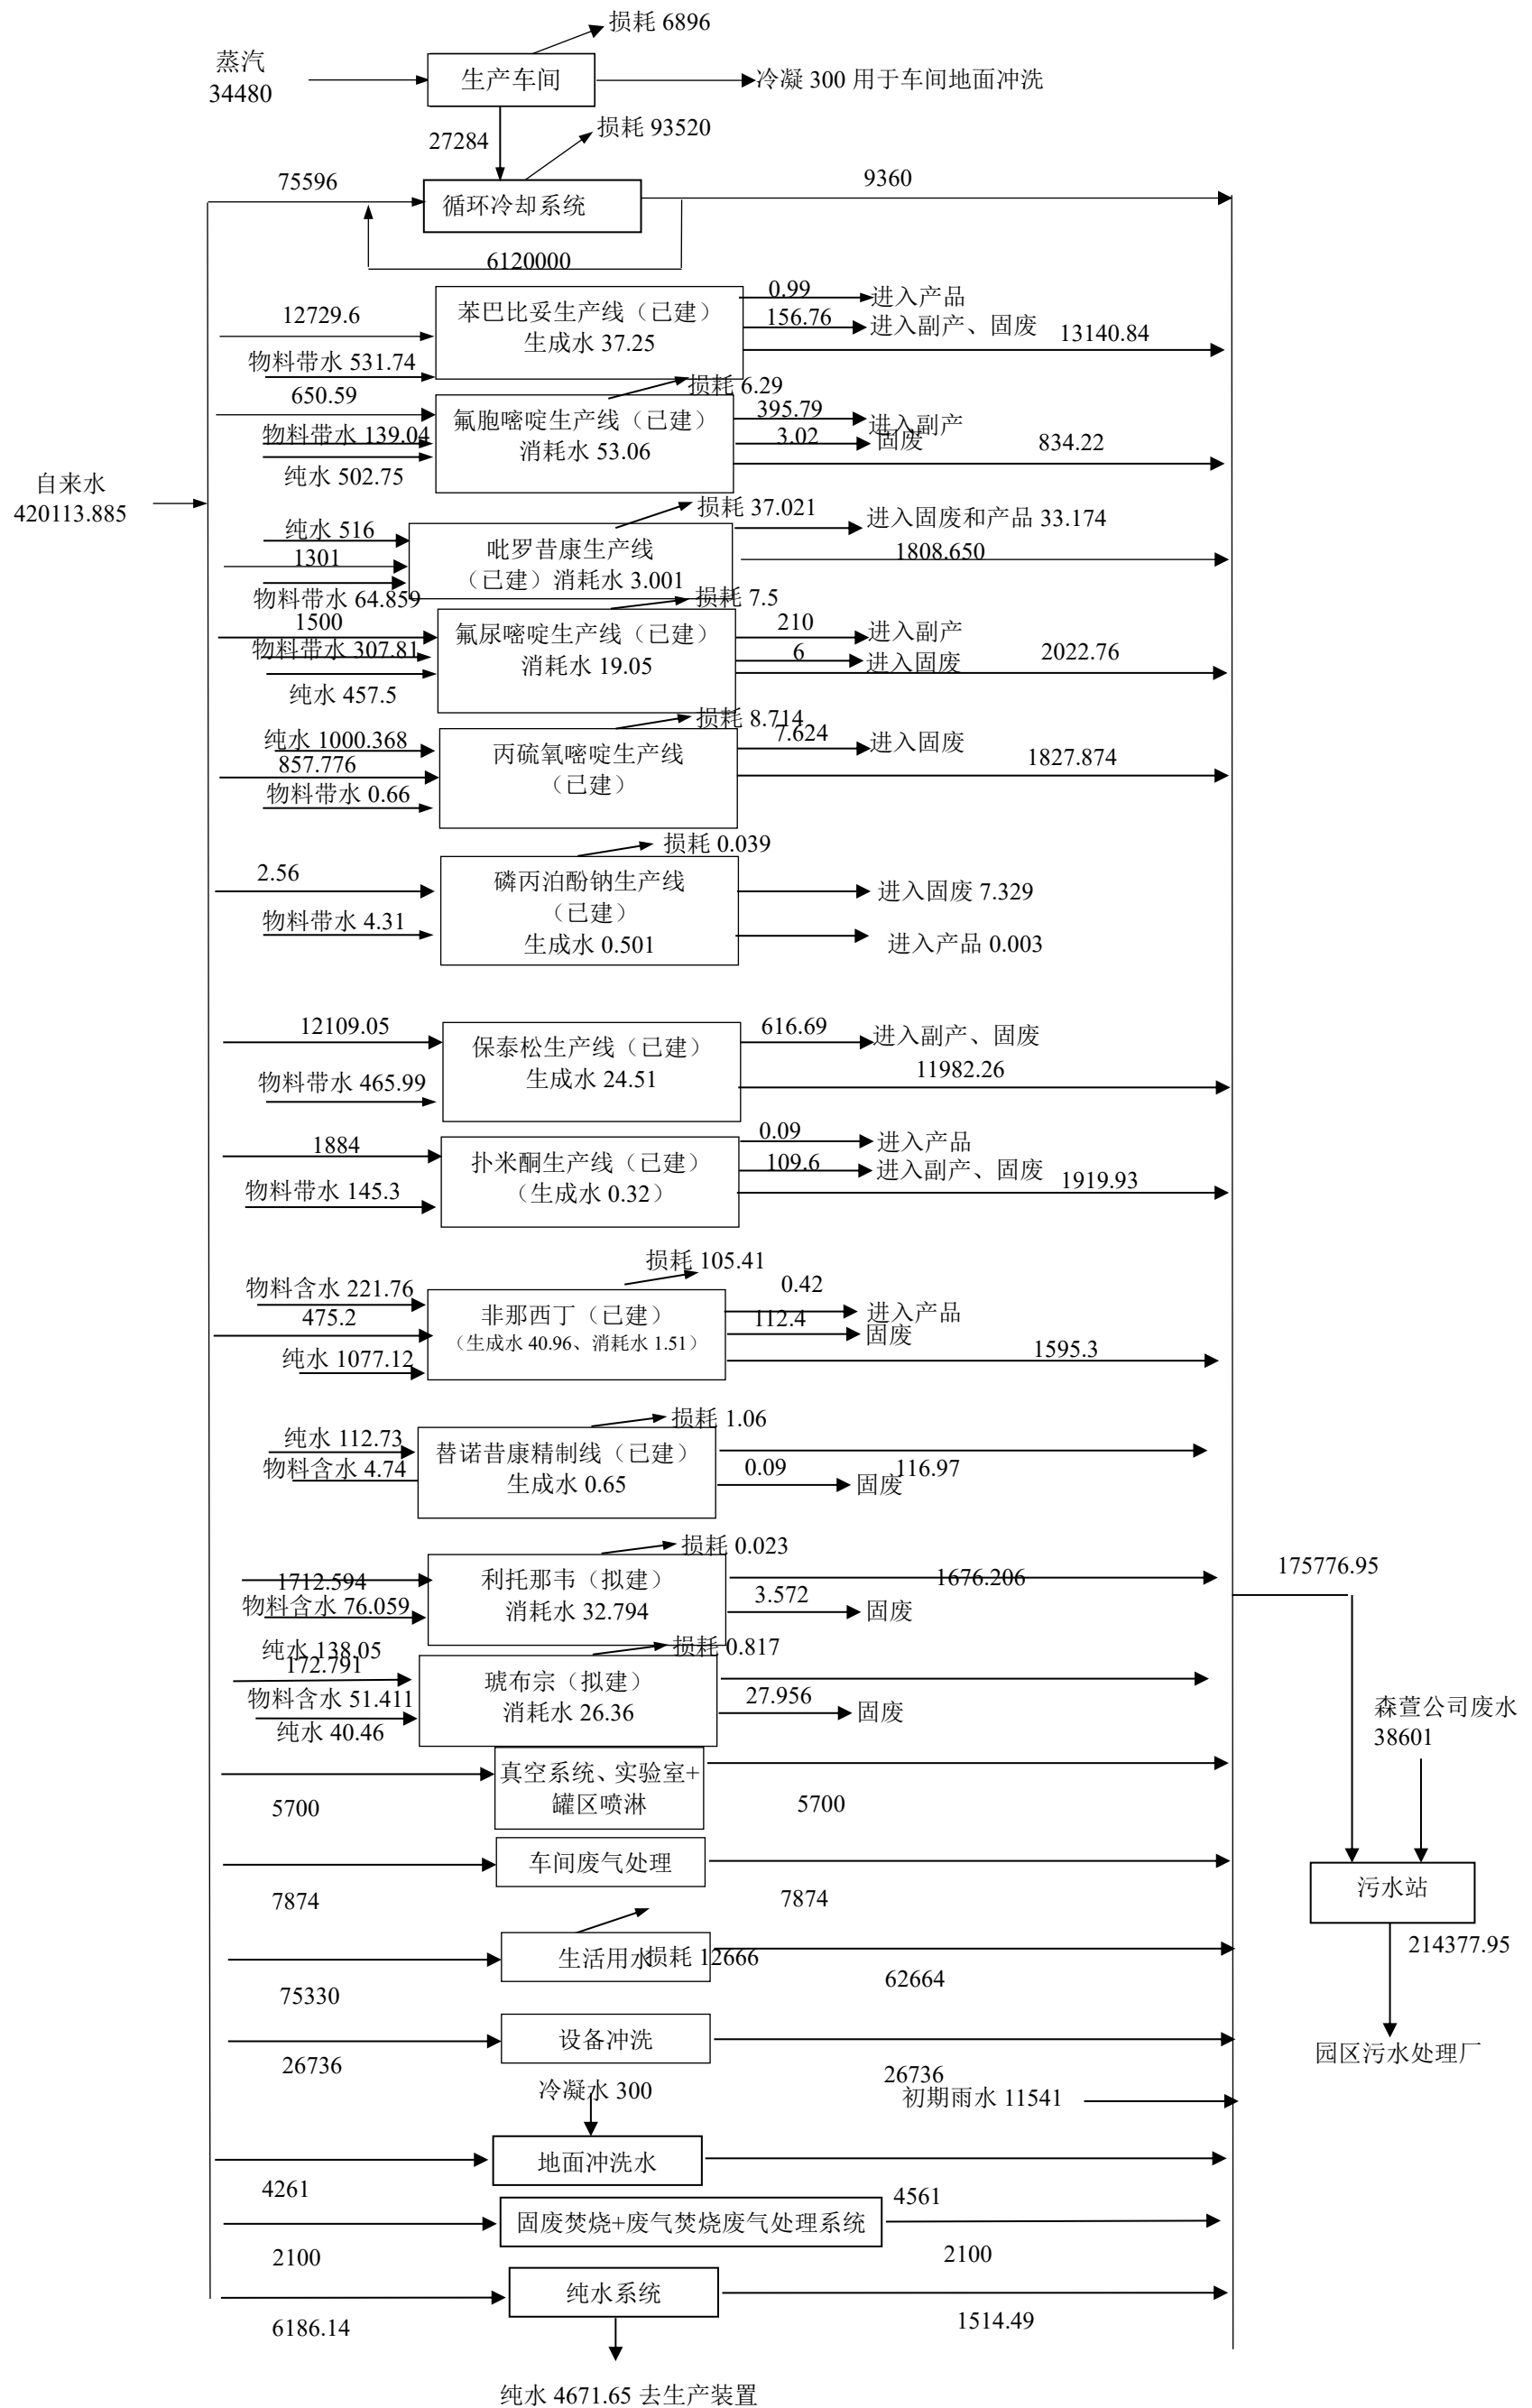 损耗 6896
蒸汽
34480
生产车间
冷凝 300 用于车间地面冲洗
27284
损耗 93520
75596
循环冷却系统
9360
6120000
12729.6
物料带水 531.74
苯巴比妥生产线（已建）
生成水 37.25
0.99
进入产品
156.76
进入副产、固废
13140.84
650.59
物料带水 139.04
纯水 502.75
损耗 6.29
氟胞嘧啶生产线（已建）
消耗水 53.06
395.79
进入副产
3.02
固废
834.22
自来水
420113.885
纯水 516
1301
物料带水 64.859
损耗 37.021
吡罗昔康生产线
（已建）消耗水 3.001
进入固废和产品 33.174
1808.650
1500
物料带水 307.81
纯水 457.5
损耗 7.5
氟尿嘧啶生产线（已建）
消耗水 19.05
210
进入副产
6
进入固废
2022.76
纯水 1000.368
857.776
物料带水 0.66
损耗 8.714
丙硫氧嘧啶生产线
（已建）
7.624
进入固废
1827.874
2.56
物料带水 4.31
损耗 0.039
磷丙泊酚钠生产线
（已建）
生成水 0.501
进入固废 7.329
进入产品 0.003
12109.05
物料带水 465.99
保泰松生产线（已建）
生成水 24.51
616.69
进入副产、固废
11982.26
1884
物料带水 145.3
扑米酮生产线（已建）
（生成水 0.32）
0.09
进入产品
109.6
进入副产、固废
1919.93
物料含水 221.76
475.2
纯水 1077.12
损耗 105.41
非那西丁（已建）
（生成水 40.96、消耗水 1.51）
0.42
进入产品
112.4
固废
1595.3
纯水 112.73
物料含水 4.74
损耗 1.06
替诺昔康精制线（已建）
生成水 0.65
116.97
0.09
固废
1712.594
物料含水 76.059
纯水 138.05
损耗 0.023
利托那韦（拟建）
消耗水 32.794
1676.206
3.572
固废
172.791
物料含水 51.411
纯水 40.46
损耗 0.817
琥布宗（拟建）
消耗水 26.36
27.956
固废
175776.95
森萱公司废水
38601
5700
真空系统、实验室+
罐区喷淋
5700
7874
车间废气处理
7874
污水站
214377.95
园区污水处理厂
75330
生活用水
损耗 12666
62664
26736
设备冲洗
26736
冷凝水 300
初期雨水 11541
4261
地面冲洗水
4561
2100
固废焚烧+废气焚烧废气处理系统
2100
6186.14
纯水系统
1514.49
纯水 4671.65 去生产装置